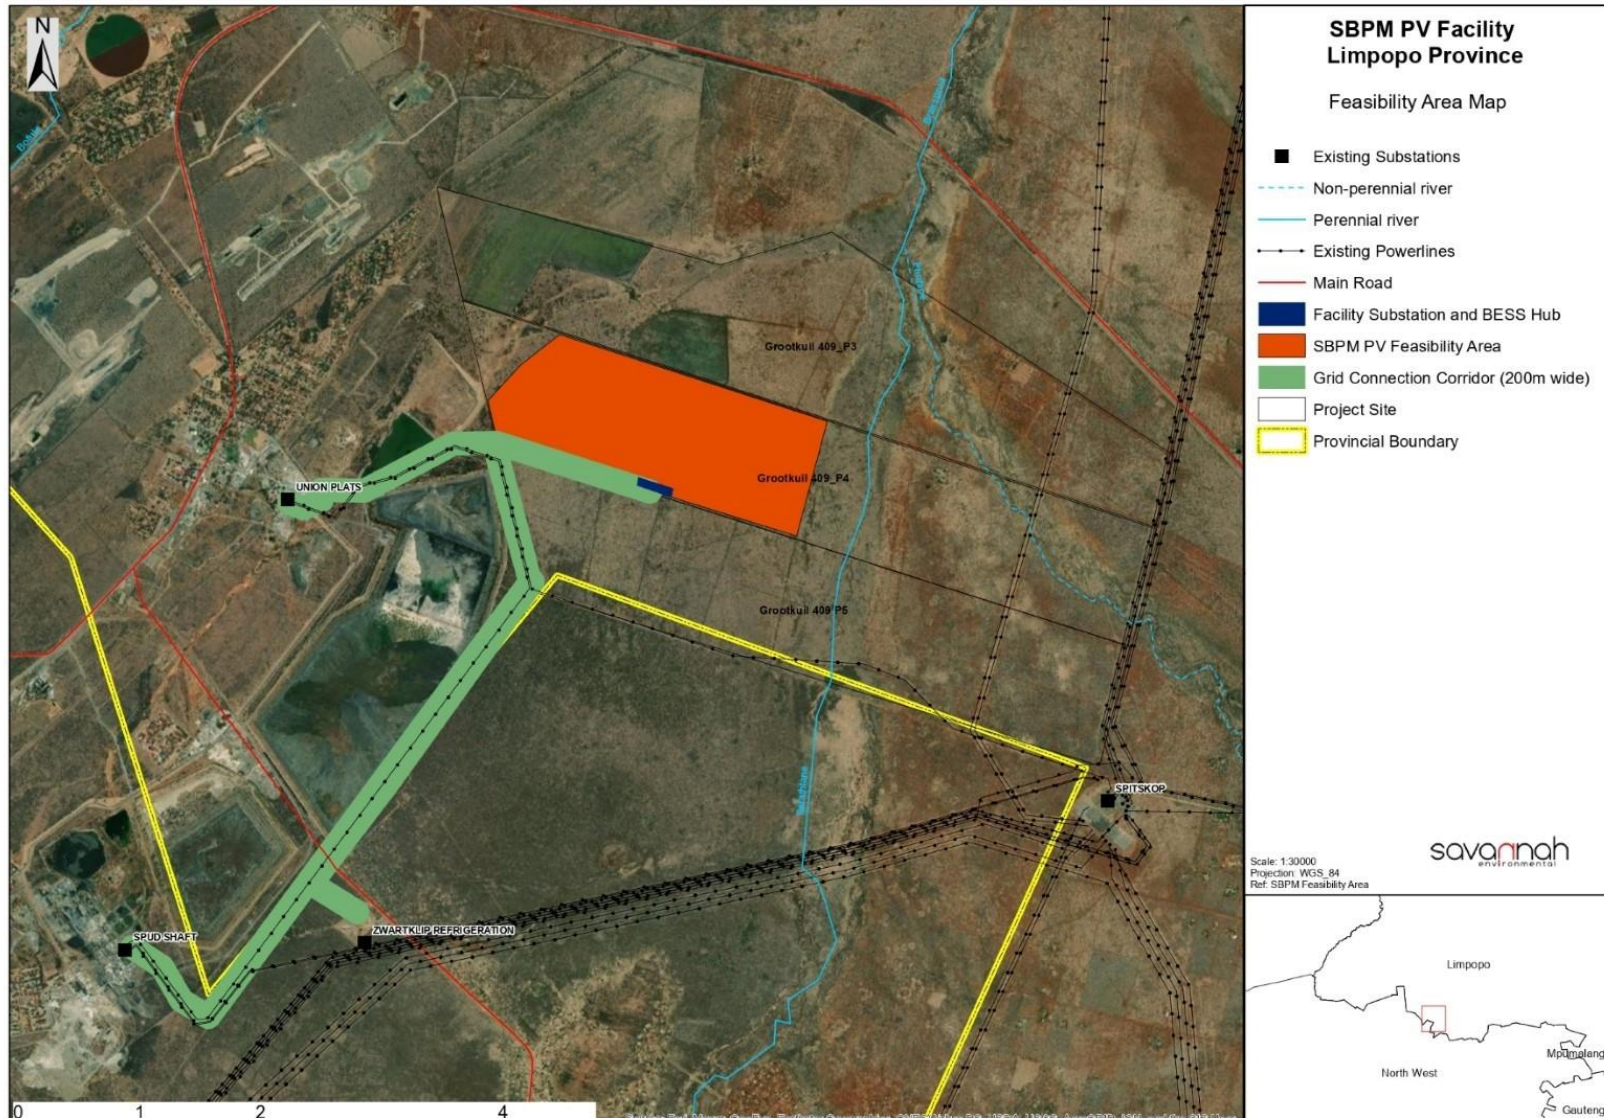 SBPM PV Facility
Limpopo Province
Feasibility Area Map
Existing Substations
Non-perennial river
Perennial river
Existing Powerlines
Main Road
Facility Substation and BESS Hub
SBPM PV Feasibility Area
Grid Connection Corridor (200m wide)
Project Site
Provincial Boundary
savannah
environmental
Scale: 1:30000
Projection: WGS_84
Ref: SBPM Feasibility Area
Limpopo
North West
Mpumalang
Gauteng
N
Grootkuil 409_P3
Grootkuil 409_P4
Grootkuil 409_P5
UNION PLATS
SPITSKOP
SPUD SHAFT
ZWARTKLIP REFRIGERATION
0 1 2 4